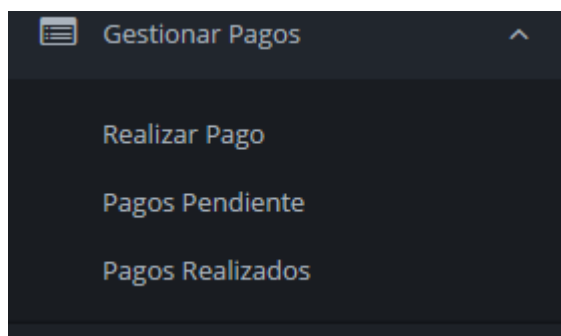 Gestionar Pagos
Realizar Pago
Pagos Pendiente
Pagos Realizados